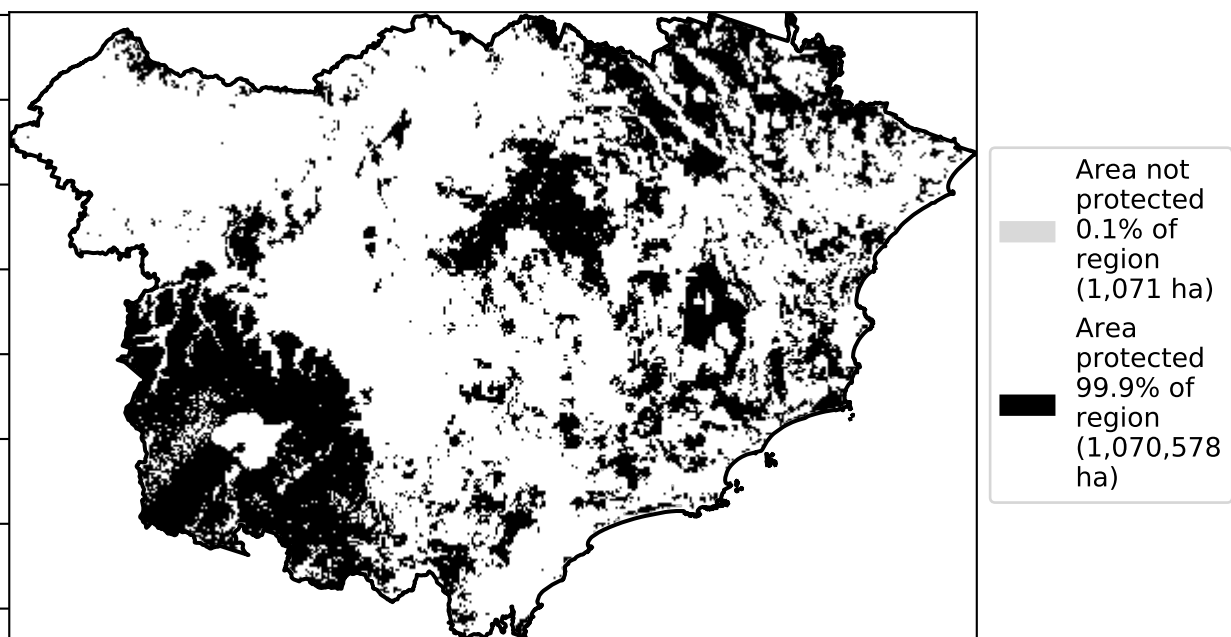 Area not
protected
0.1% of
region
(1,071 ha)
Area
protected
99.9% of
region
(1,070,578
ha)